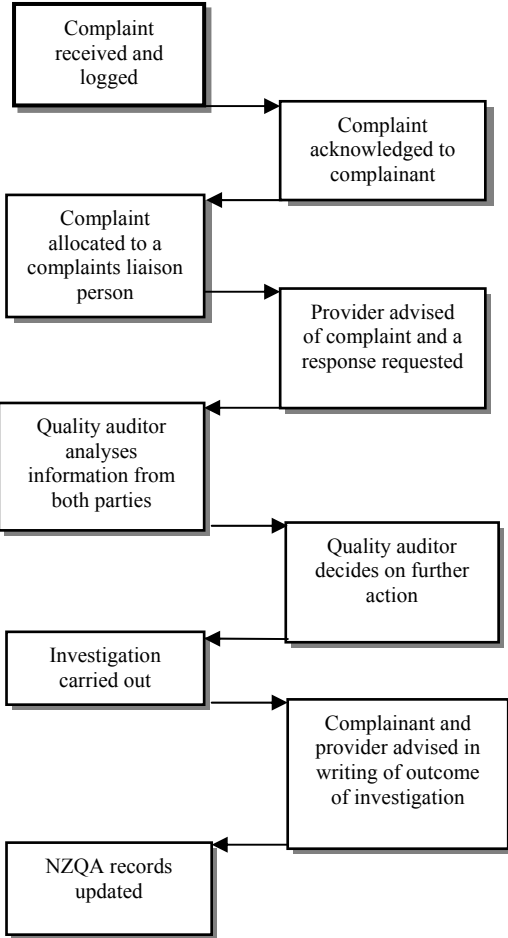 Complaint
received and
logged
Complaint
acknowledged to
complainant
Complaint
allocated to a
complaints liaison
person
Provider advised
of complaint and a
response requested
Quality auditor
analyses
information from
both parties
Quality auditor
decides on further
action
Investigation
carried out
Complainant and
provider advised in
writing of outcome
of investigation
NZQA records
updated